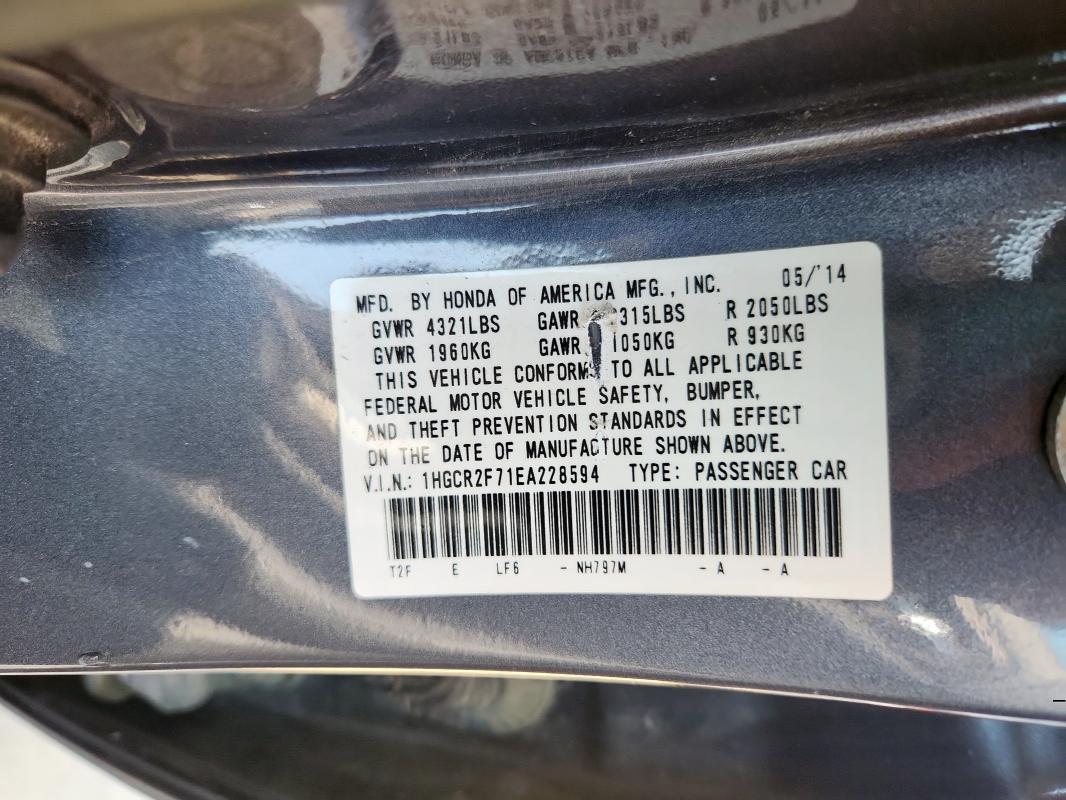 MFD. BY HONDA OF AMERICA MFG., INC. 05/'14
GVWR 4321LBS GAWR 315LBS R 2050LBS
GVWR 1960KG GAWR 1050KG R 930KG
THIS VEHICLE CONFORMS TO ALL APPLICABLE
FEDERAL MOTOR VEHICLE SAFETY, BUMPER,
AND THEFT PREVENTION STANDARDS IN EFFECT
ON THE DATE OF MANUFACTURE SHOWN ABOVE.
V.I.N.: 1HGCR2F71EA228594 TYPE: PASSENGER CAR
T2F E LF6 - NH797M - A - A